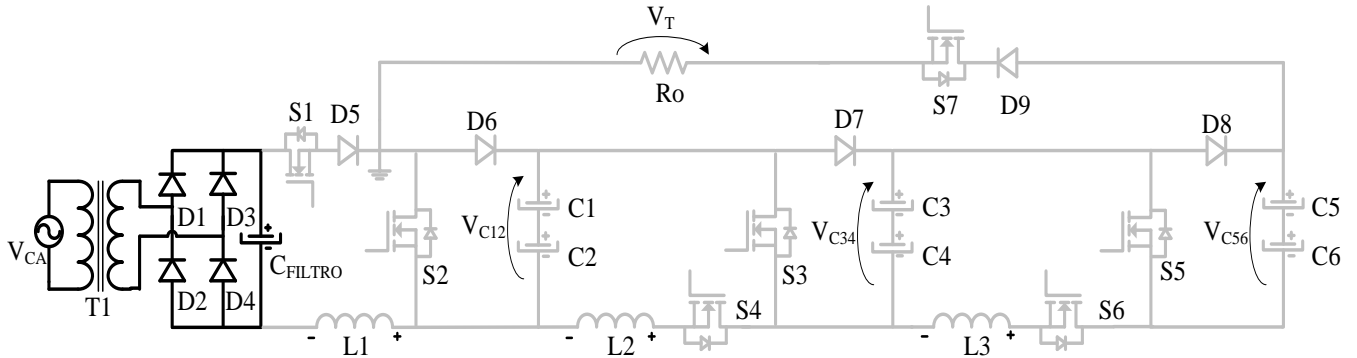 V_T
Ro
S7
D9
S1
D5
D6
D7
D8
+
-
C1
+
-
C2
V_C12
+
-
C3
+
-
C4
V_C34
+
-
C5
+
-
C6
V_C56
V_CA
T1
D1
D3
D2
D4
+
-
C_FILTRO
S2
S3
S5
S4
S6
- L1 +
- L2 +
- L3 +